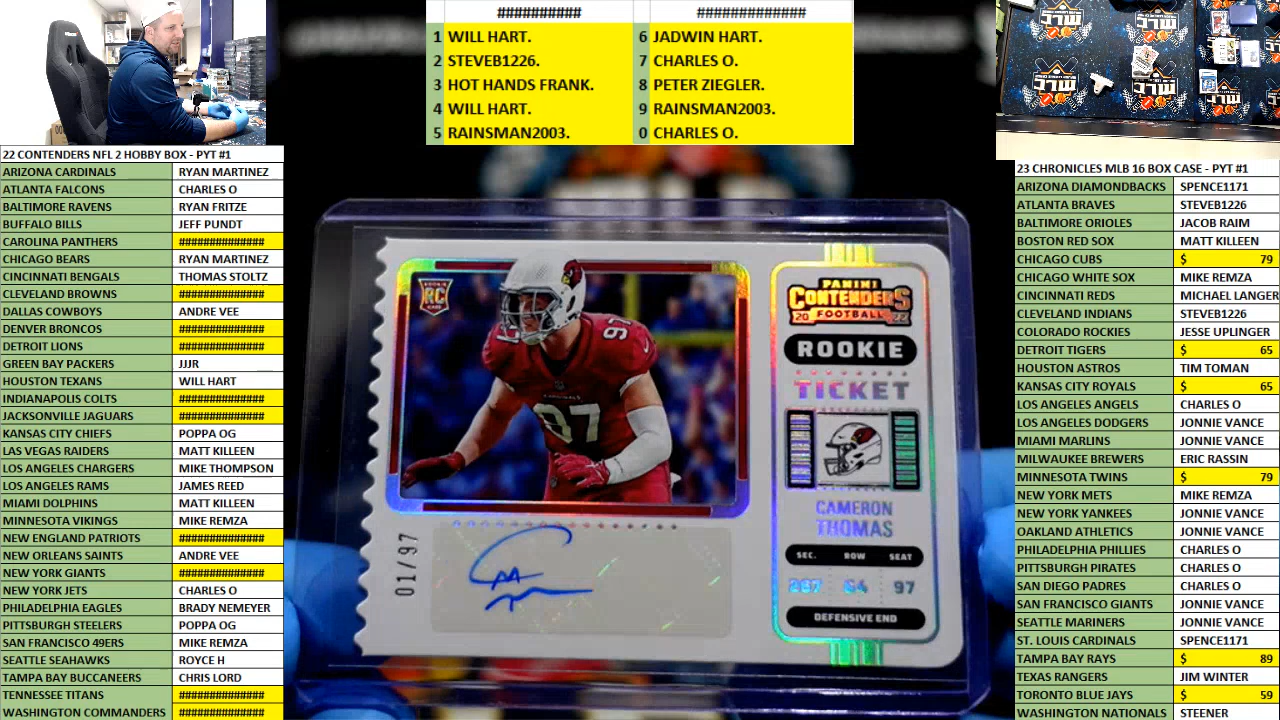 ########## #############
1 WILL HART. 6 JADWIN HART.
2 STEVEB1226. 7 CHARLES O.
3 HOT HANDS FRANK. 8 PETER ZIEGLER.
4 WILL HART. 9 RAINSMAN2003.
5 RAINSMAN2003. 0 CHARLES O.
22 CONTENDERS NFL 2 HOBBY BOX - PYT #1
ARIZONA CARDINALS RYAN MARTINEZ
ATLANTA FALCONS CHARLES O
BALTIMORE RAVENS RYAN FRITZE
BUFFALO BILLS JEFF PUNDT
CAROLINA PANTHERS ##############
CHICAGO BEARS RYAN MARTINEZ
CINCINNATI BENGALS THOMAS STOLTZ
CLEVELAND BROWNS ##############
DALLAS COWBOYS ANDRE VEE
DENVER BRONCOS ##############
DETROIT LIONS ##############
GREEN BAY PACKERS JJJR
HOUSTON TEXANS WILL HART
INDIANAPOLIS COLTS ##############
JACKSONVILLE JAGUARS ##############
KANSAS CITY CHIEFS POPPA OG
LAS VEGAS RAIDERS MATT KILLEEN
LOS ANGELES CHERGERS MIKE THOMPSON
LOS ANGELES RAMS JAMIE REED
MIAMI DOLPHINS MATT KILLEEN
MINNESOTA VIKINGS MIKE REMZA
NEW ENGLAND PATRIOTS ##############
NEW ORLEANS SAINTS ANDRE VEE
NEW YORK GIANTS ##############
NEW YORK JETS CHARLES O
PHILADELPHIA EAGLES BRADY NEMEYER
PITTSBURGH STEELERS POPPA OG
SAN FRANCISCO 49ERS MIKE REMZA
SEATTLE SEAHAWKS ROYCE H
TAMPA BAY BUCCANEERS CHRIS LORD
TENNESSEE TITANS ##############
WASHINGTON COMMANDERS ##############
ROOKIE
RC
97
97
01/97
PANINI
CONTENDERS
20 FOOTBALL 22
ROOKIE
TICKET
CAMERON
THOMAS
SEC. ROW SEAT
267 64 97
DEFENSIVE END
23 CHRONICLES MLB 16 BOX CASE - PYT #1
ARIZONA DIAMONDBACKS SPENCE1171
ATLANTA BRAVES STEVEB1226
BALTIMORE ORIOLES JACOB RAIM
BOSTON RED SOX MATT KILLEEN
CHICAGO CUBS $ 79
CHICAGO WHITE SOX MIKE REMZA
CINCINNATI REDS MICHAEL LANGER
CLEVELAND INDIANS STEVEB1226
COLORADO ROCKIES JESSE UPLINGER
DETROIT TIGERS $ 65
HOUSTON ASTROS TIM TOMAN
KANSAS CITY ROYALS $ 65
LOS ANGELES ANGELS CHARLES O
LOS ANGELES DODGERS JONNIE VANCE
MIAMI MARLINS JONNIE VANCE
MILWAUKEE BREWERS ERIC RASSIN
MINNESOTA TWINS $ 79
NEW YORK METS MIKE REMZA
NEW YORK YANKEES JONNIE VANCE
OAKLAND ATHLETICS JONNIE VANCE
PHILADELPHIA PHILLIES CHARLES O
PITTSBURGH PIRATES CHARLES O
SAN DIEGO PADRES CHARLES O
SAN FRANCISCO GIANTS JONNIE VANCE
SEATTLE MARINERS JONNIE VANCE
ST. LOUIS CARDINALS SPENCE1171
TAMPA BAY RAYS $ 89
TEXAS RANGERS JIM WINTER
TORONTO BLUE JAYS $ 59
WASHINGTON NATIONALS STEENER